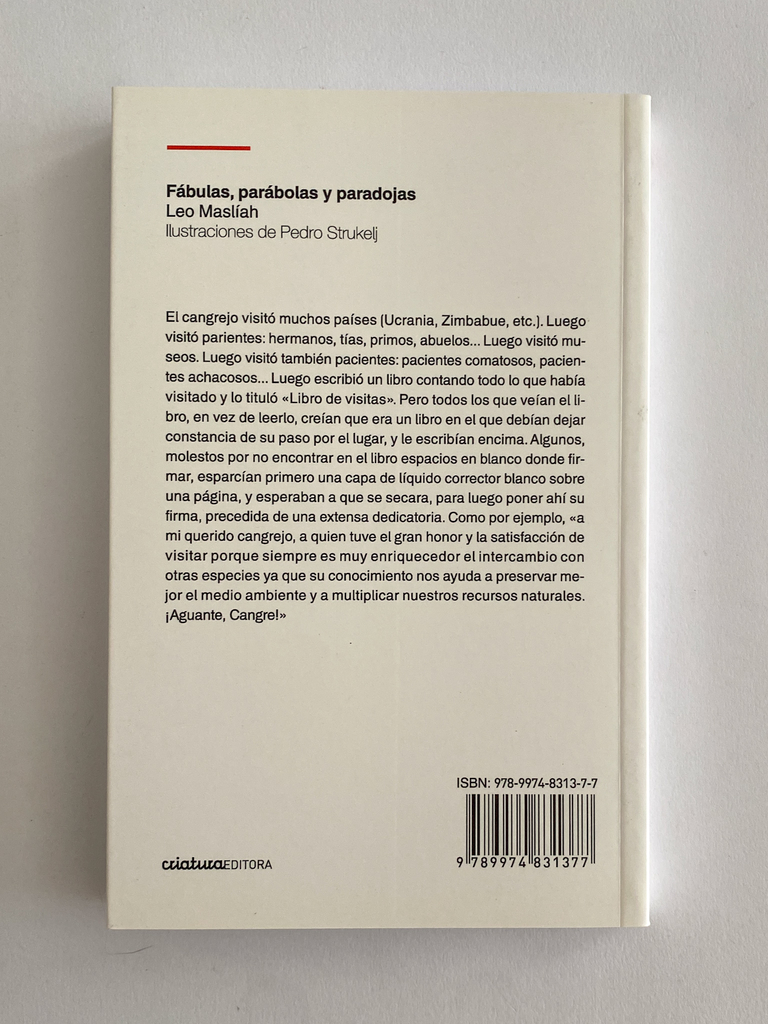 Fábulas, parábolas y paradojas
Leo Maslíah
Ilustraciones de Pedro Strukelj
El cangrejo visitó muchos países (Ucrania, Zimbabue, etc.). Luego
visitó parientes: hermanos, tías, primos, abuelos... Luego visitó mu-
seos. Luego visitó también pacientes: pacientes comatosos, pacien-
tes achacosos... Luego escribió un libro contando todo lo que había
visitado y lo tituló «Libro de visitas». Pero todos los que veían el li-
bro, en vez de leerlo, creían que era un libro en el que debían dejar
constancia de su paso por el lugar, y le escribían encima. Algunos,
molestos por no encontrar en el libro espacios en blanco donde fir-
mar, esparcían primero una capa de líquido corrector blanco sobre
una página, y esperaban a que se secara, para luego poner ahí su
firma, precedida de una extensa dedicatoria. Como por ejemplo, «a
mi querido cangrejo, a quien tuve el gran honor y la satisfacción de
visitar porque siempre es muy enriquecedor el intercambio con
otras especies ya que su conocimiento nos ayuda a preservar me-
jor el medio ambiente y a multiplicar nuestros recursos naturales.
¡Aguante, Cangre!»
ISBN: 978-9974-8313-7-7
9 789974 831377
criaturaEDITORA